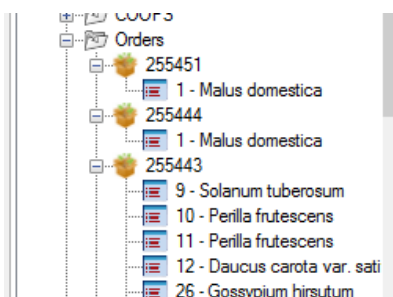 COOPS
Orders
255451
1 - Malus domestica
255444
1 - Malus domestica
255443
9 - Solanum tuberosum
10 - Perilla frutescens
11 - Perilla frutescens
12 - Daucus carota var. sati
26 - Gossypium hirsutum